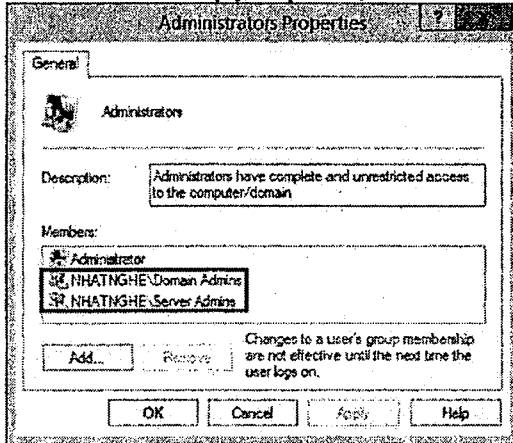 Administrators Properties ?
General
Administrators
Description: Administrators have complete and unrestricted access
to the computer/domain
Members:
Administrator
NHATNGHE\Domain Admins
NHATNGHE\Server Admins
Changes to a user's group membership
are not effective until the next time the
user logs on.
Add... Remove
OK Cancel Apply Help